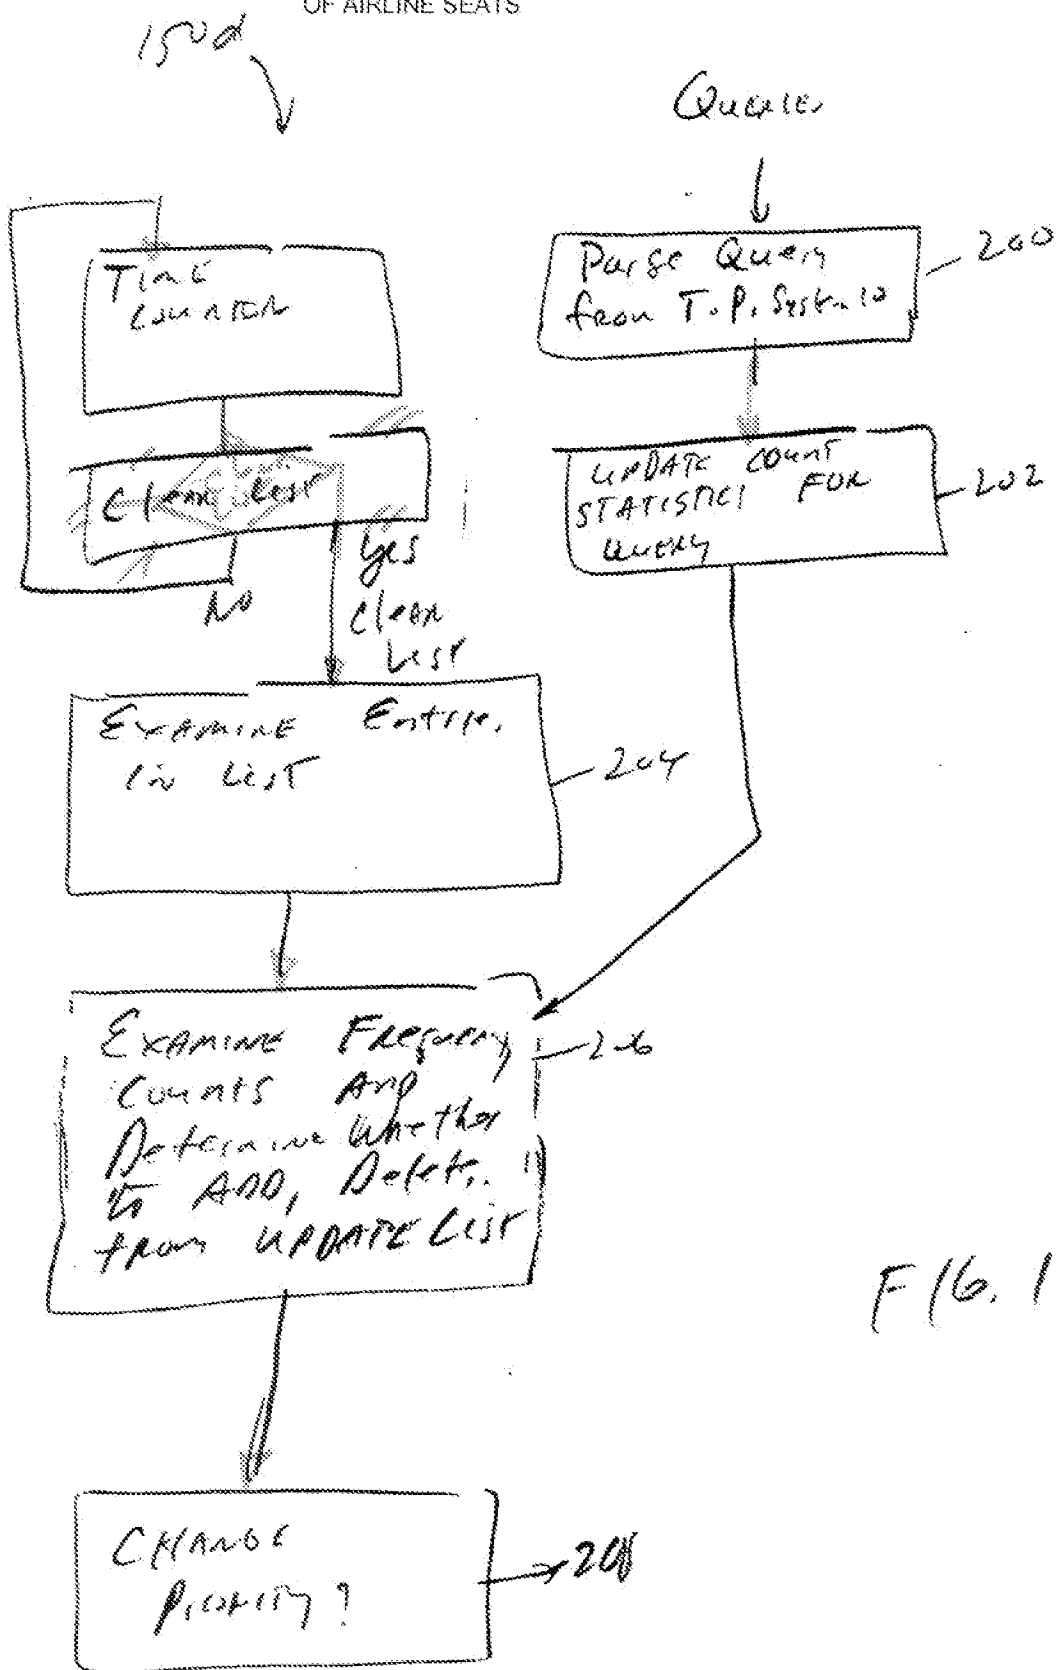 OF AIRLINE SEATS
150d
Queries
TIME
COUNTER
Clean List
No
Yes
Clean
List
Parse Query
from T.P. System 10
200
UPDATE COUNT
STATISTICS FOR
QUERY
202
EXAMINE Entries
in LIST
204
EXAMINE Frequency
Counts And
Determine Whether
to ADD, Delete,
from UPDATE LIST
206
CHANGE
Priority?
208
FIG. 1